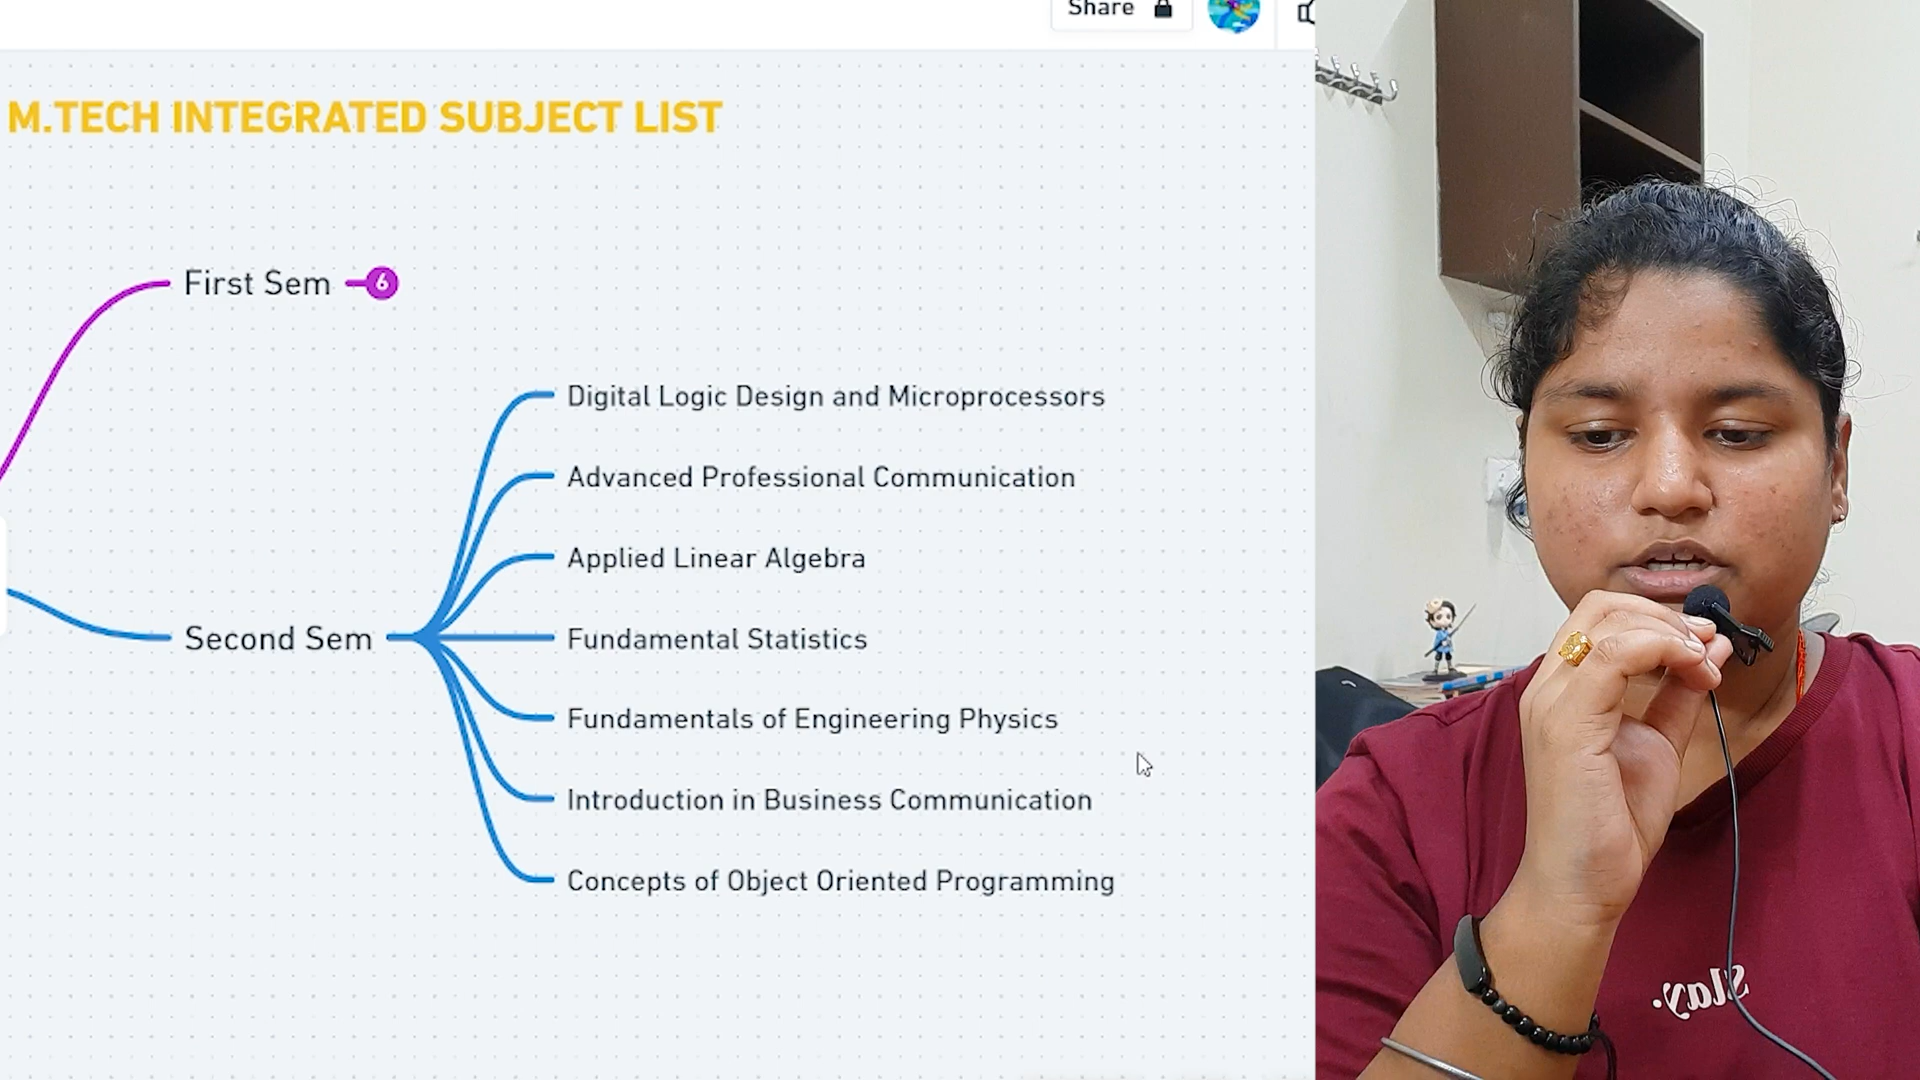 Share
M.TECH INTEGRATED SUBJECT LIST
First Sem 6
Digital Logic Design and Microprocessors
Advanced Professional Communication
Applied Linear Algebra
Second Sem
Fundamental Statistics
Fundamentals of Engineering Physics
Introduction in Business Communication
Concepts of Object Oriented Programming
slay.